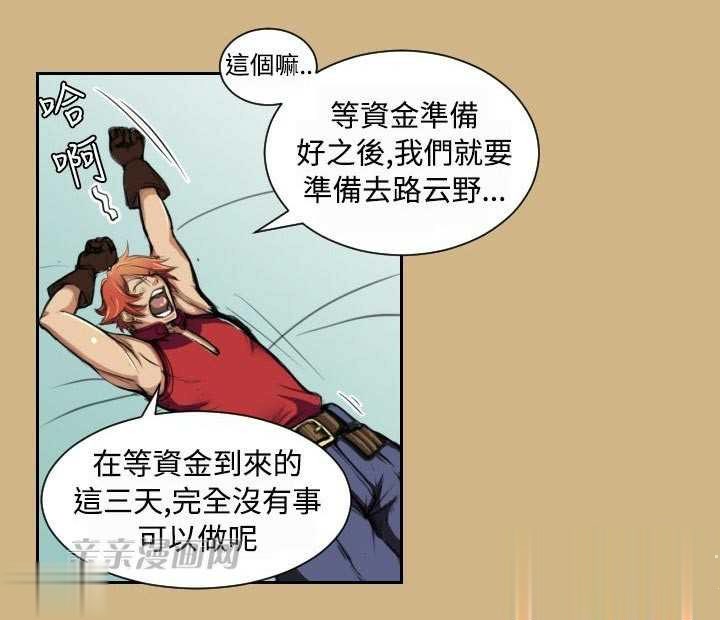 這個嘛...
等資金準備
好之後,我們就要
準備去路云野...
哈
啊
在等資金到來的
這三天,完全沒有事
可以做呢
亲亲漫画网